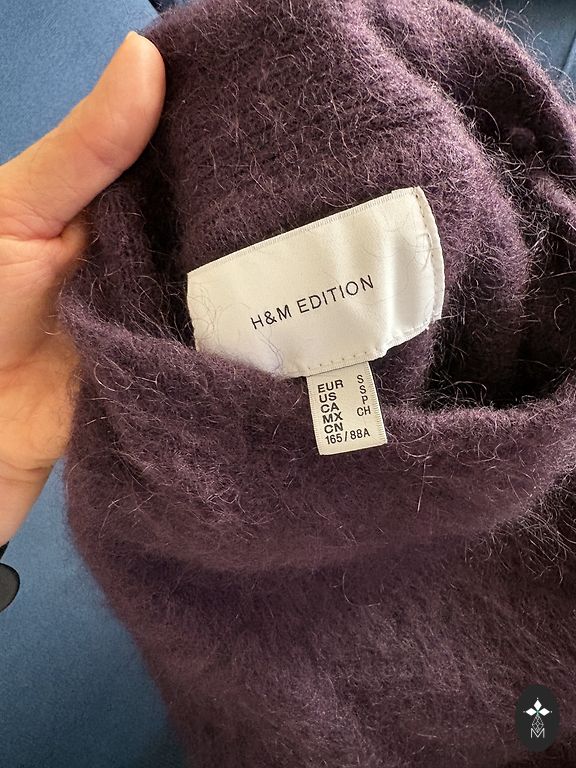 H&M EDITION
EUR S
US S
CA P
MX CH
CN
165/88A